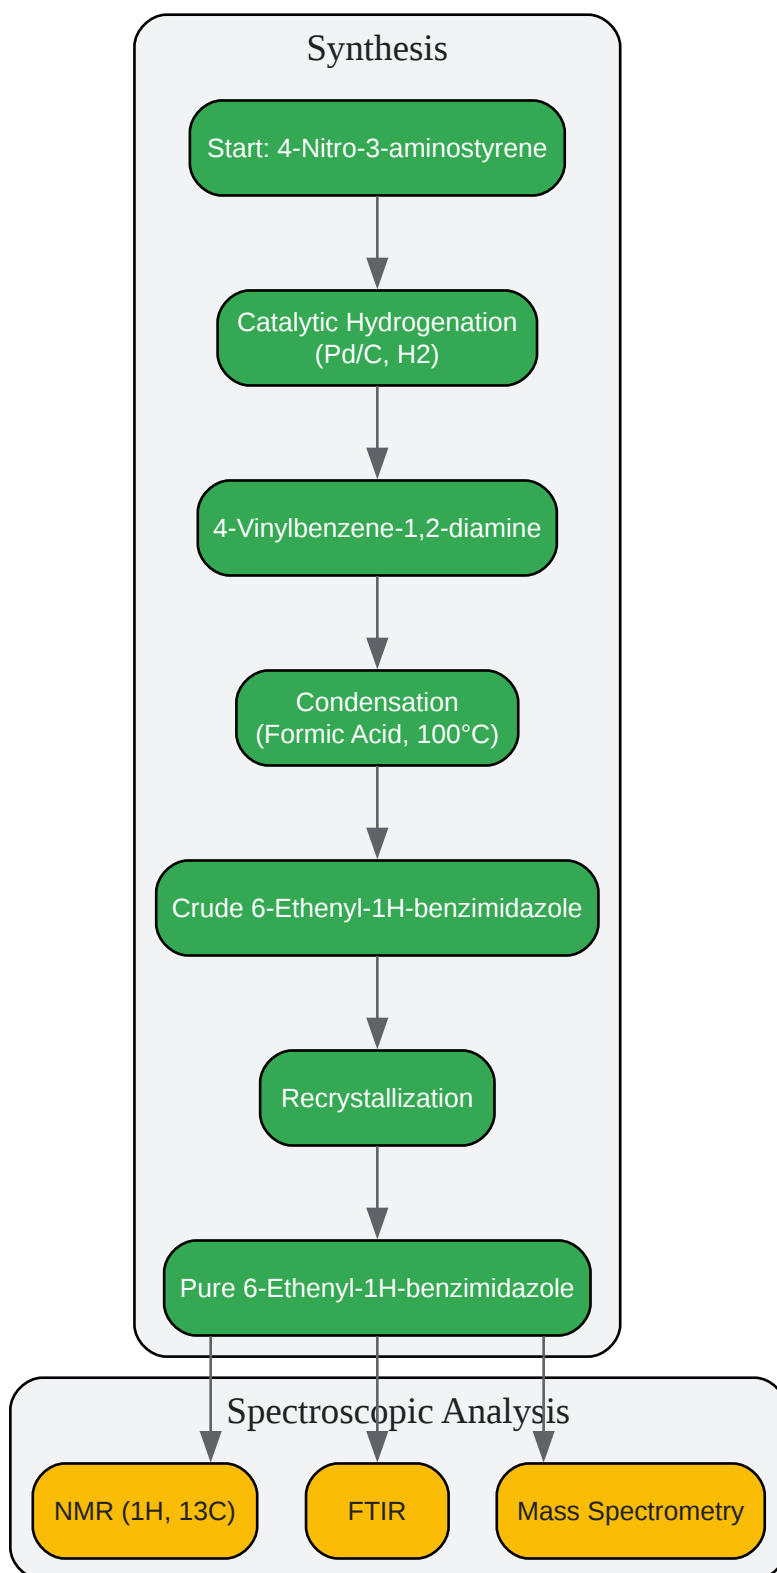 Synthesis
Start: 4-Nitro-3-aminostyrene
Catalytic Hydrogenation
(Pd/C, H2)
4-Vinylbenzene-1,2-diamine
Condensation
(Formic Acid, 100°C)
Crude 6-Ethenyl-1H-benzimidazole
Recrystallization
Pure 6-Ethenyl-1H-benzimidazole
Spectroscopic Analysis
NMR (1H, 13C)
FTIR
Mass Spectrometry